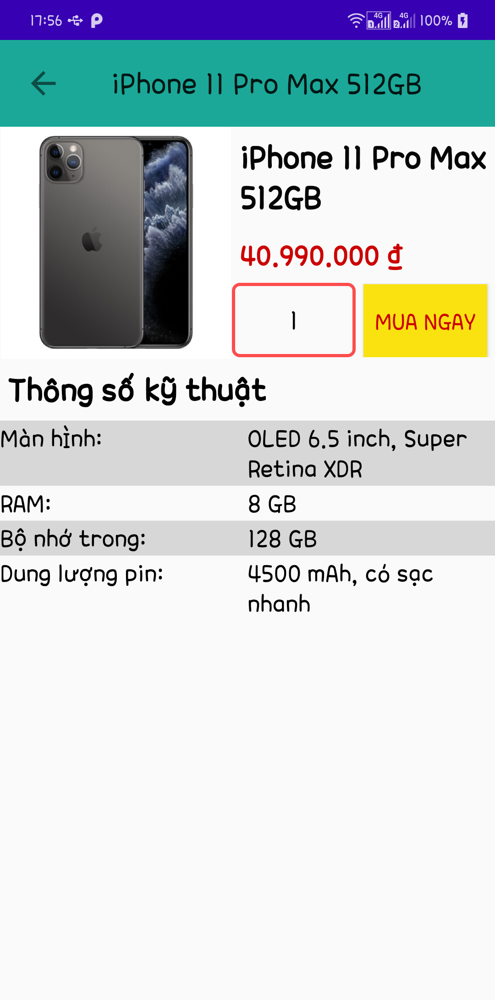 17:56 4G 4G 100%
iPhone 11 Pro Max 512GB
iPhone 11 Pro Max
512GB
40.990.000 ₫
1 MUA NGAY
Thông số kỹ thuật
Màn hình: OLED 6.5 inch, Super
Retina XDR
RAM: 8 GB
Bộ nhớ trong: 128 GB
Dung lượng pin: 4500 mAh, có sạc
nhanh